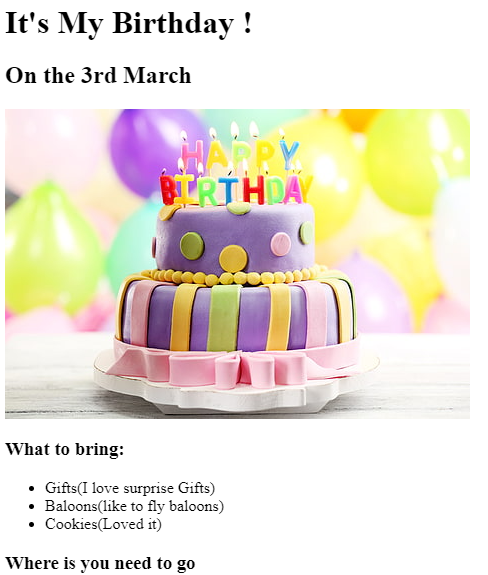 It's My Birthday !
On the 3rd March
HAPPY
BIRTHDAY
What to bring:
Gifts(I love surprise Gifts)
Baloons(like to fly baloons)
Cookies(Loved it)
Where is you need to go